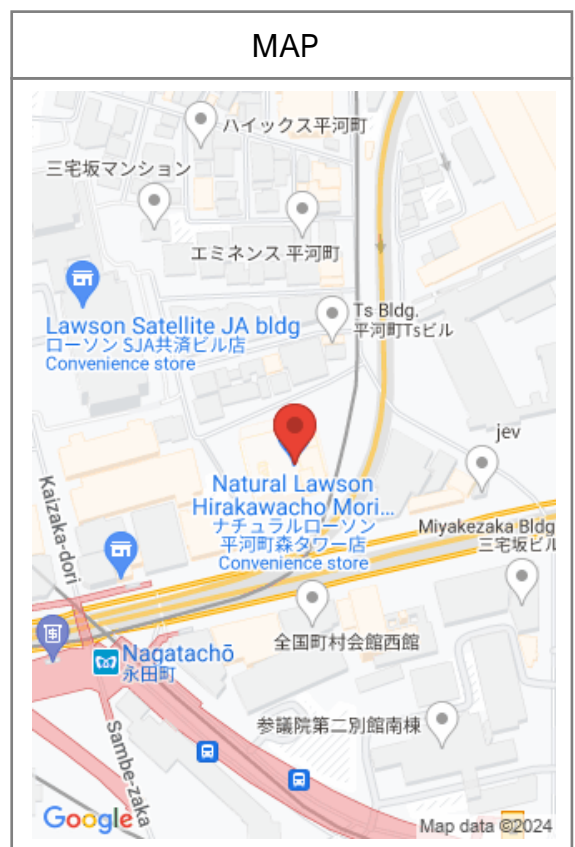 MAP
ハイックス平河町
三宅坂マンション
エミネンス 平河町
Ts Bldg.
平河町Tsビル
Lawson Satellite JA bldg
ローソン SJA共済ビル店
Convenience store
jev
Natural Lawson
Hirakawacho Mori...
ナチュラルローソン
平河町森タワー店
Convenience store
Kaizaka-dori
Miyakezaka Bldg
三宅坂ビル
全国町村会館西館
Nagatachō
永田町
参議院第二別館南棟
Sambe-zaka
Google
Map data ©2024